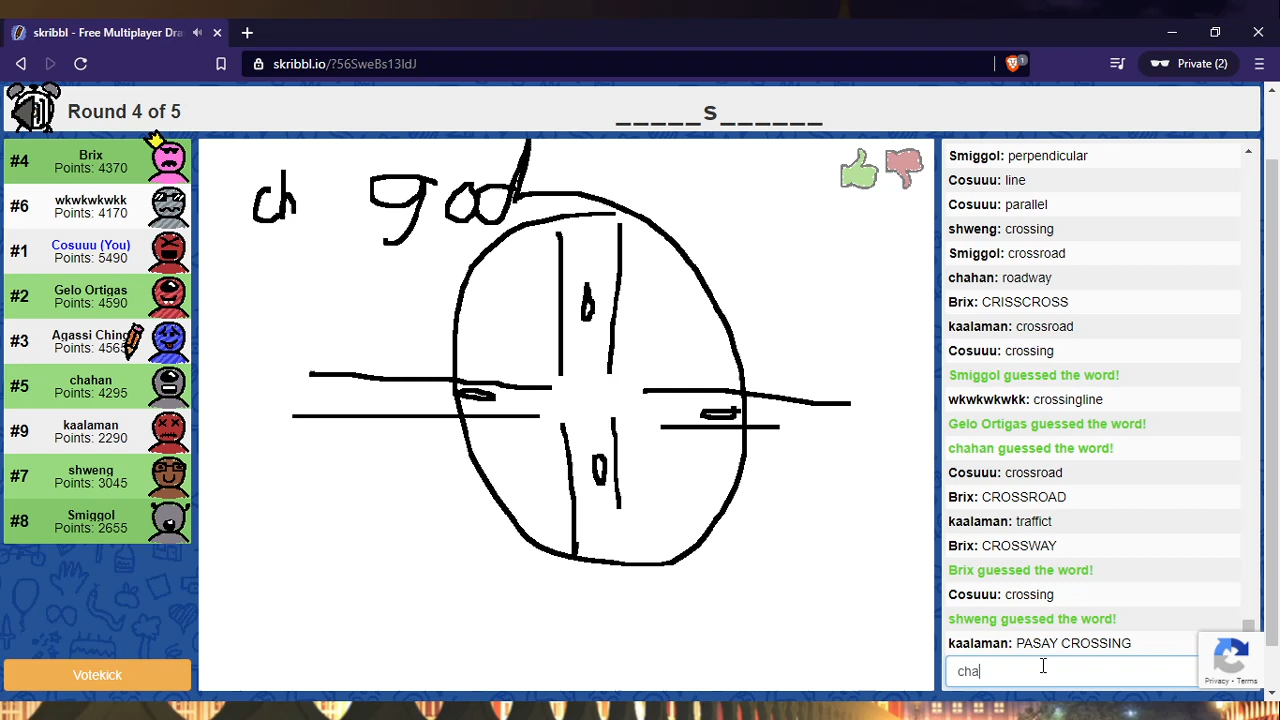 skribbl - Free Multiplayer Dra
skribbl.io/?56SweBs13IdJ
1
Private (2)
Round 4 of 5
_____s______
#4 Brix
Points: 4370
#6 wkwkwkwkk
Points: 4170
#1 Cosuuu (You)
Points: 5490
#2 Gelo Ortigas
Points: 4590
#3 Agassi Ching
Points: 4565
#5 chahan
Points: 4295
#9 kaalaman
Points: 2290
#7 shweng
Points: 3045
#8 Smiggol
Points: 2655
Votekick
ch god
Smiggol: perpendicular
Cosuuu: line
Cosuuu: parallel
shweng: crossing
Smiggol: crossroad
chahan: roadway
Brix: CRISSCROSS
kaalaman: crossroad
Cosuuu: crossing
Smiggol guessed the word!
wkwkwkwkk: crossingline
Gelo Ortigas guessed the word!
chahan guessed the word!
Cosuuu: crossroad
Brix: CROSSROAD
kaalaman: traffict
Brix: CROSSWAY
Brix guessed the word!
Cosuuu: crossing
shweng guessed the word!
kaalaman: PASAY CROSSING
cha
Privacy - Terms